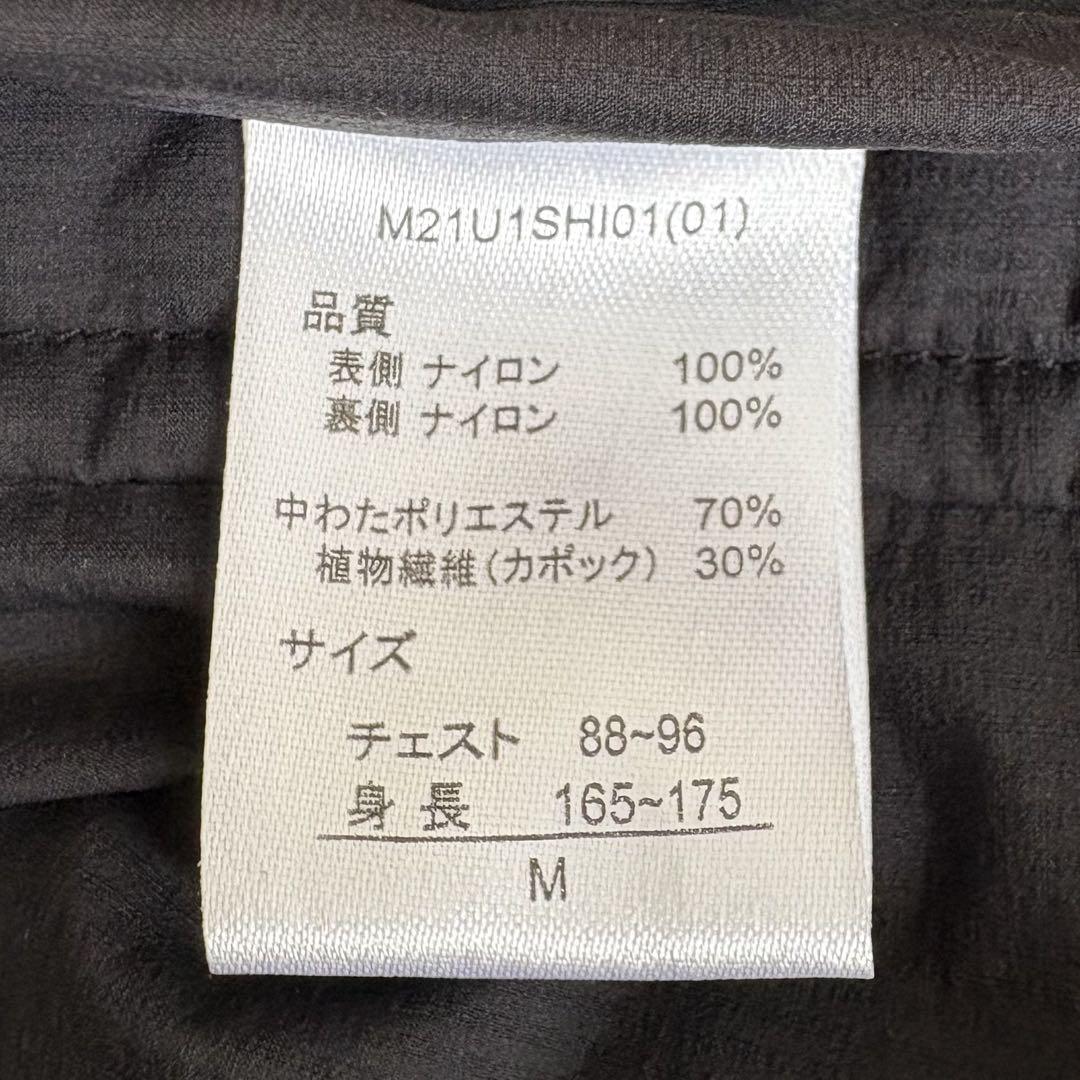 M21U1SHI01(01)
品質
表側 ナイロン 100%
裏側 ナイロン 100%
中わたポリエステル 70%
植物繊維(カポック) 30%
サイズ
チェスト 88~96
身長 165~175
M